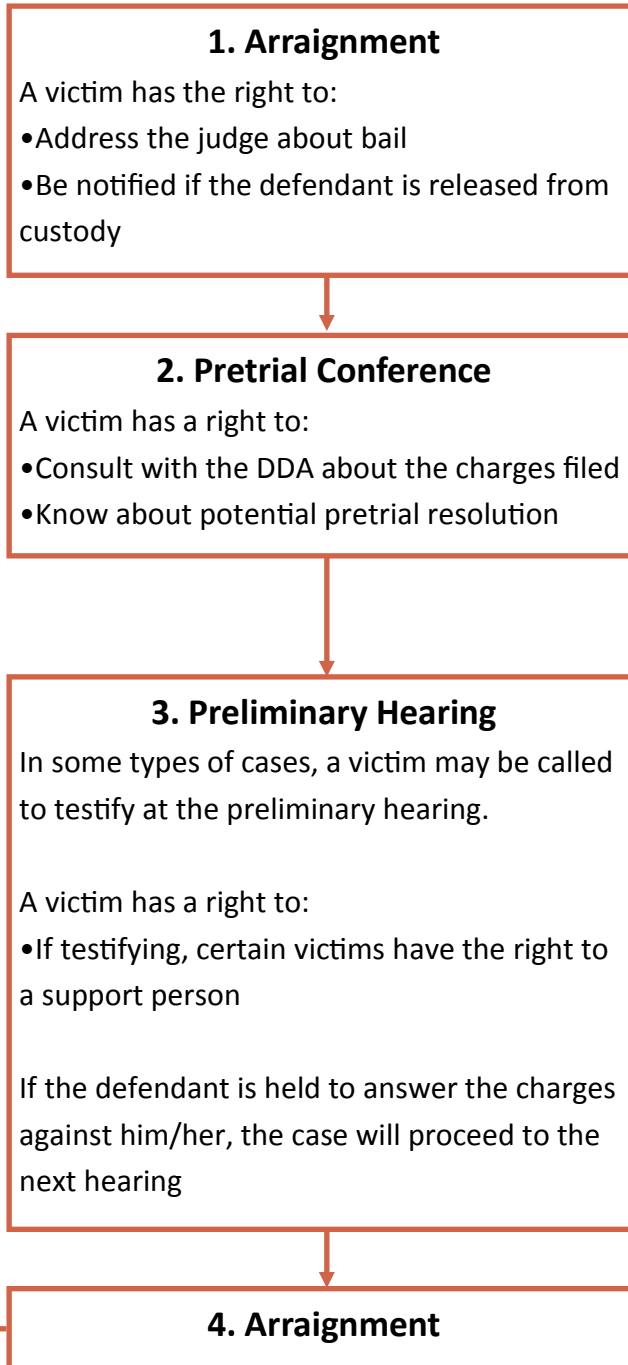 1. Arraignment
A victim has the right to:
•Address the judge about bail
•Be notified if the defendant is released from
custody
2. Pretrial Conference
A victim has a right to:
•Consult with the DDA about the charges filed
•Know about potential pretrial resolution
3. Preliminary Hearing
In some types of cases, a victim may be called
to testify at the preliminary hearing.
A victim has a right to:
•If testifying, certain victims have the right to
a support person
If the defendant is held to answer the charges
against him/her, the case will proceed to the
next hearing
4. Arraignment